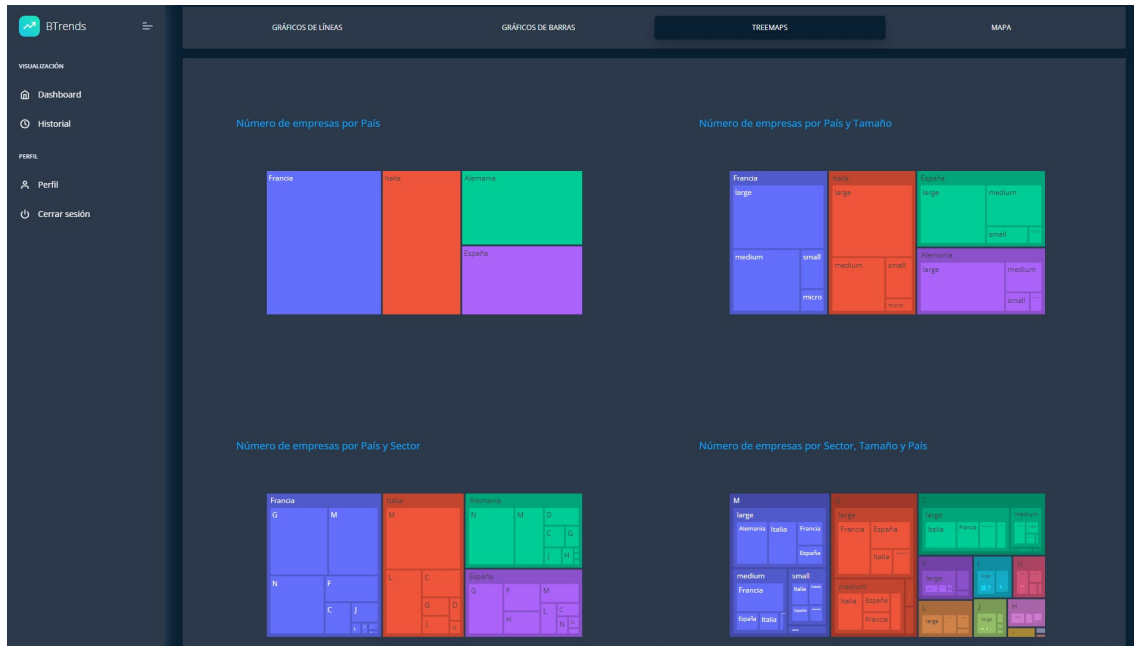 BTrends
VISUALIZACIÓN
Dashboard
Historial
PERFIL
Perfil
Cerrar sesión
GRÁFICOS DE LÍNEAS
GRÁFICOS DE BARRAS
TREEMAPS
MAPA
Número de empresas por País
Francia
Italia
Alemania
España
Número de empresas por País y Tamaño
Francia
large
medium
small
micro
Italia
large
medium
small
micro
España
large
medium
small
Alemania
large
medium
small
Número de empresas por País y Sector
Francia
G
M
N
F
C
J
L
Italia
M
L
C
G
D
J
N
Alemania
N
M
D
C
G
J
H
España
G
F
M
H
L
C
N
Número de empresas por Sector, Tamaño y País
M
large
Alemania
Italia
Francia
España
medium
Francia
España
Italia
small
Italia
España
G
large
Francia
España
Italia
medium
Italia
España
Francia
C
large
Italia
Francia
medium
large
large
N
L
large
J
large
H